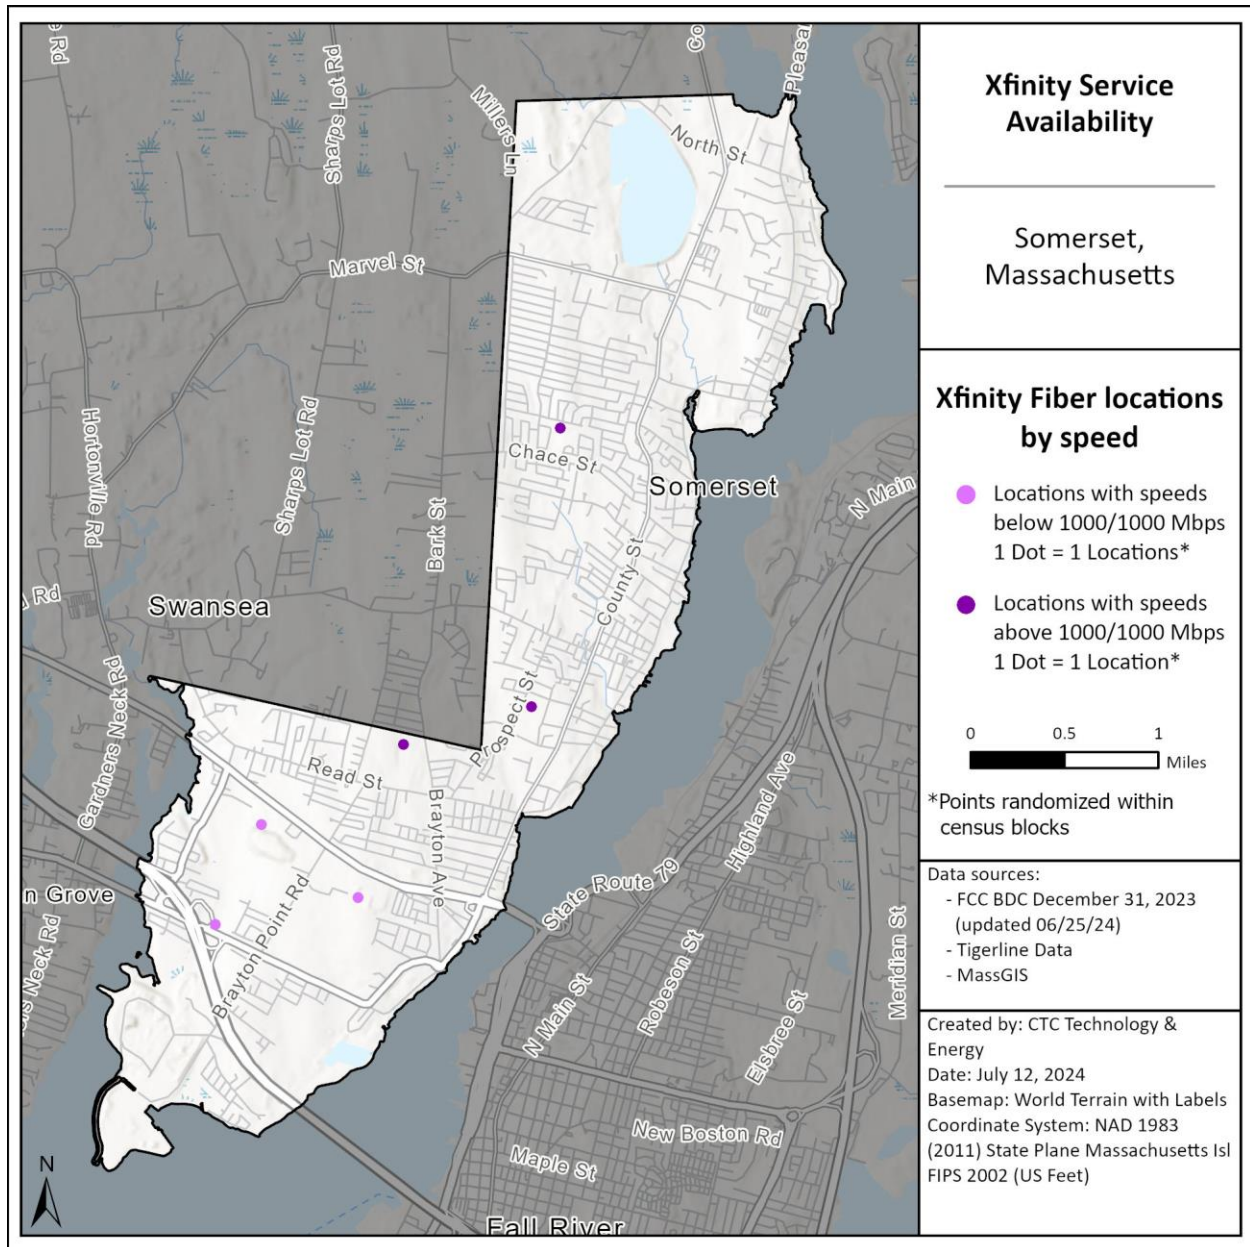 Xfinity Service
Availability
Somerset,
Massachusetts
Xfinity Fiber locations
by speed
Locations with speeds
below 1000/1000 Mbps
1 Dot = 1 Locations*
Locations with speeds
above 1000/1000 Mbps
1 Dot = 1 Location*
0 0.5 1
Miles
*Points randomized within
census blocks
Data sources:
- FCC BDC December 31, 2023
(updated 06/25/24)
- Tigerline Data
- MassGIS
Created by: CTC Technology &
Energy
Date: July 12, 2024
Basemap: World Terrain with Labels
Coordinate System: NAD 1983
(2011) State Plane Massachusetts Isl
FIPS 2002 (US Feet)
Sharps Lot Rd
Millers Ln
North St
Marvel St
Hortonville Rd
Sharps Lot Rd
Bark St
Chace St
Somerset
N Main
County St
Rd
Swansea
Gardners Neck Rd
Prospect St
Read St
Brayton Ave
Highland Ave
State Route 79
n Grove
Brayton Point Rd
Neck Rd
N Main St
Robeson St
Elsbree St
Meridian St
New Boston Rd
Maple St
Fall River
N